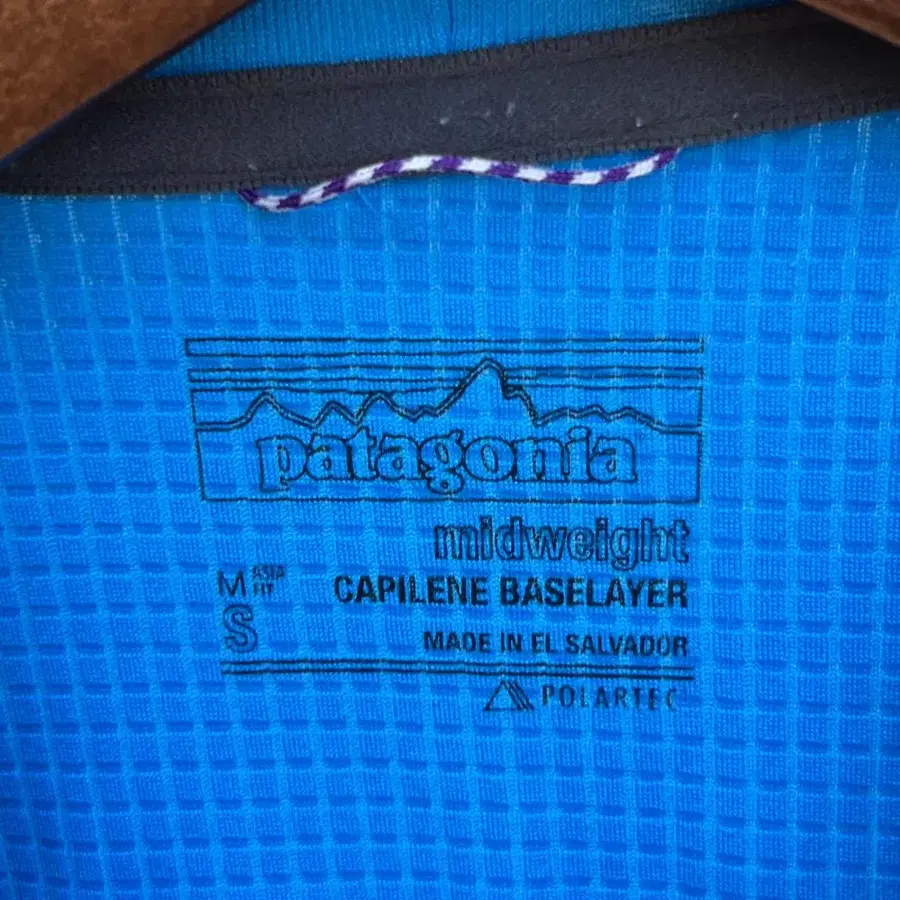 patagonia
midweight
M ASIA FIT
CAPILENE BASELAYER
S
MADE IN EL SALVADOR
POLARTEC